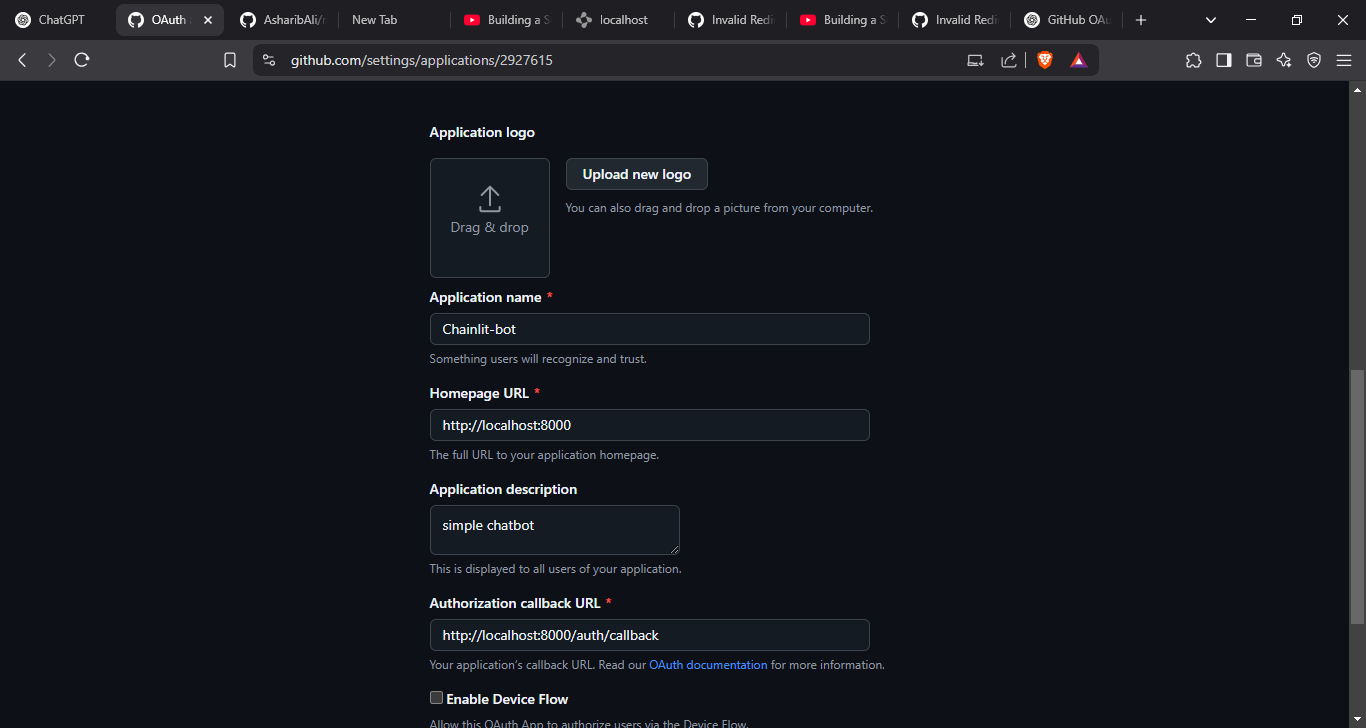 ChatGPT
OAuth
AsharibAli/
New Tab
Building a S
localhost
Invalid Redi
Building a S
Invalid Redi
GitHub OAu
github.com/settings/applications/2927615
Application logo
Upload new logo
You can also drag and drop a picture from your computer.
Drag & drop
Application name *
Chainlit-bot
Something users will recognize and trust.
Homepage URL *
http://localhost:8000
The full URL to your application homepage.
Application description
simple chatbot
This is displayed to all users of your application.
Authorization callback URL *
http://localhost:8000/auth/callback
Your application's callback URL. Read our OAuth documentation for more information.
Enable Device Flow
Allow this OAuth App to authorize users via the Device Flow.